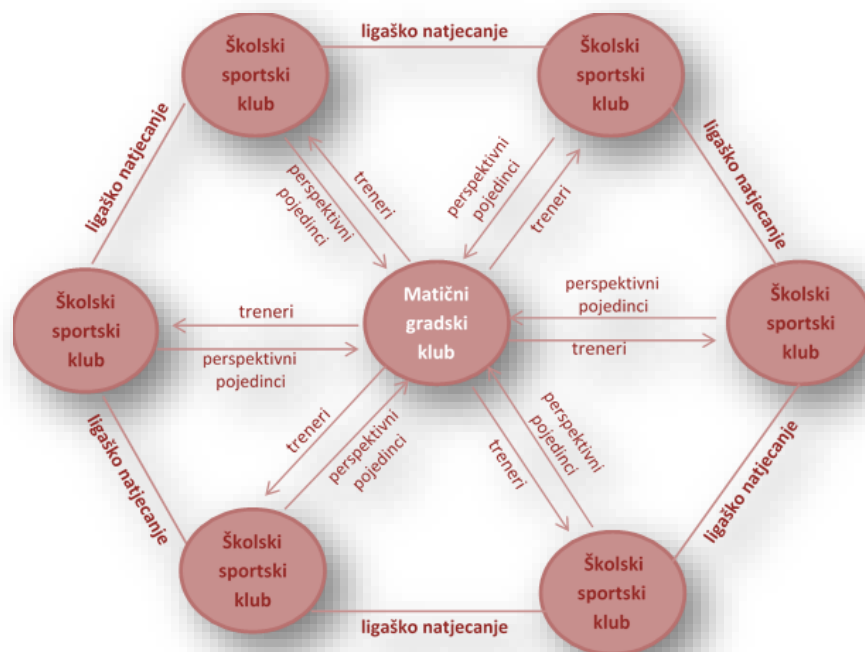 ligaško natjecanje
Školski
sportski
klub
Školski
sportski
klub
ligaško natjecanje
ligaško natjecanje
perspektivni
pojedinci
treneri
perspektivni
pojedinci
treneri
Školski
sportski
klub
treneri
perspektivni
pojedinci
Matični
gradski
klub
perspektivni
pojedinci
treneri
Školski
sportski
klub
ligaško natjecanje
treneri
perspektivni
pojedinci
treneri
perspektivni
pojedinci
ligaško natjecanje
Školski
sportski
klub
Školski
sportski
klub
ligaško natjecanje